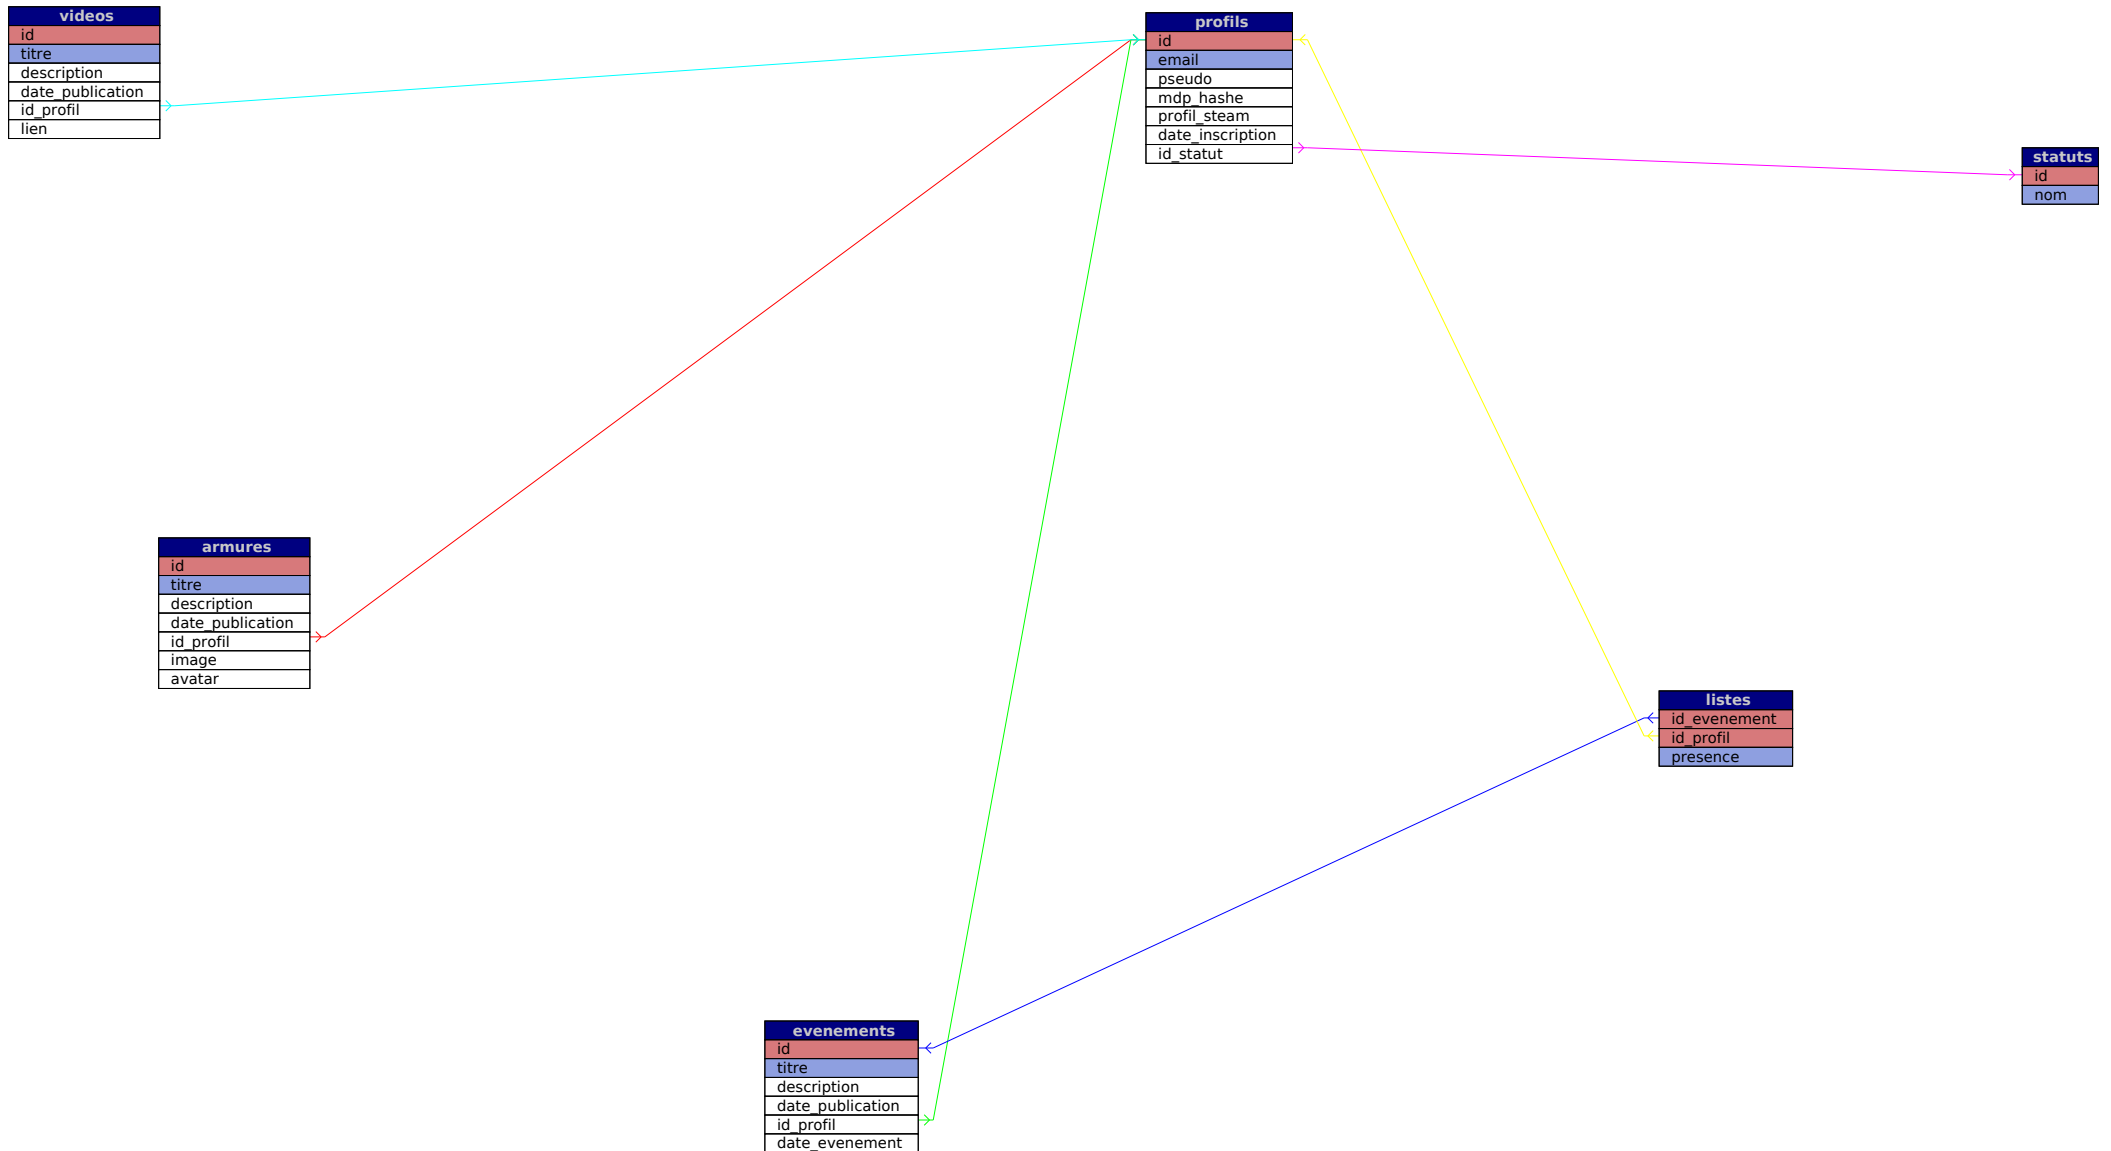 videos
id
titre
description
date_publication
id_profil
lien
profils
id
email
pseudo
mdp_hashe
profil_steam
date_inscription
id_statut
statuts
id
nom
armures
id
titre
description
date_publication
id_profil
image
avatar
listes
id_evenement
id_profil
presence
evenements
id
titre
description
date_publication
id_profil
date_evenement